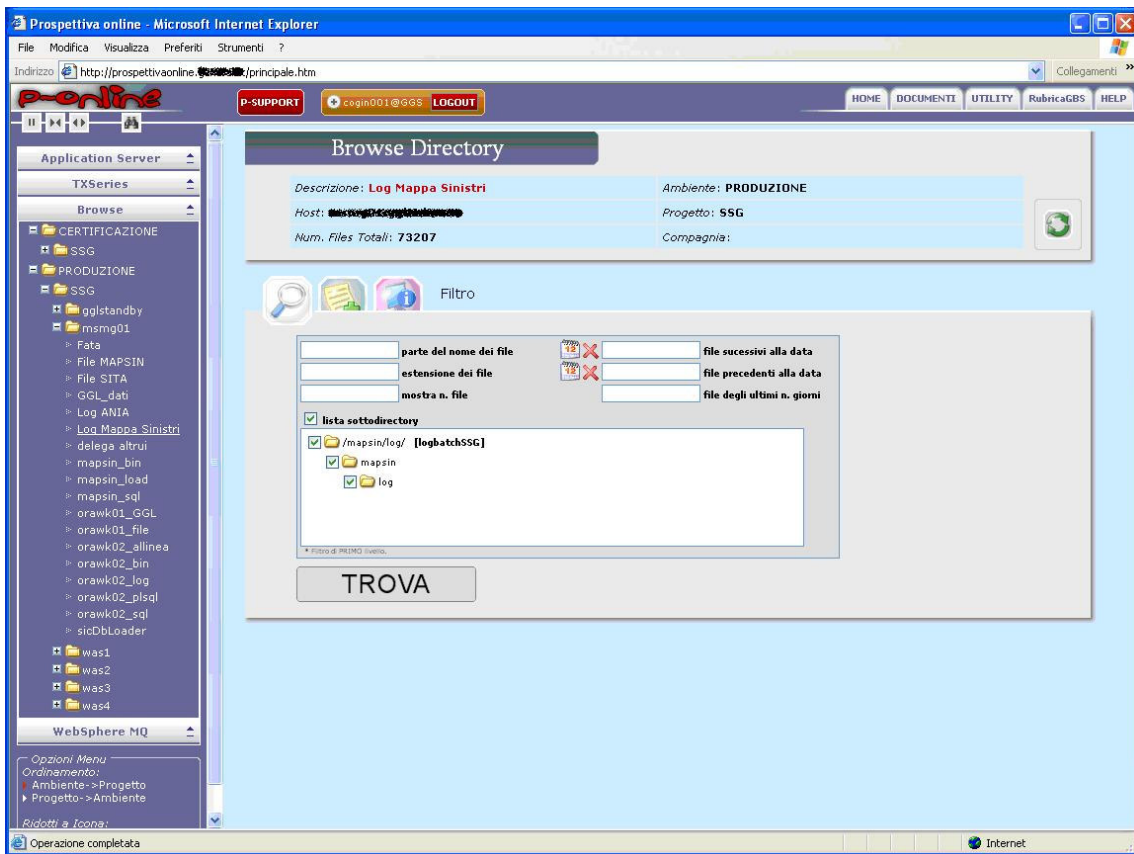 Prospettiva online - Microsoft Internet Explorer
File Modifica Visualizza Preferiti Strumenti ?
Indirizzo http://prospettivaonline. /principale.htm Collegamenti »
p-online
P-SUPPORT cogin001@GGS LOGOUT
HOME DOCUMENTI UTILITY RubricaGBS HELP
Application Server
TXSeries
Browse
CERTIFICAZIONE
SSG
PRODUZIONE
SSG
gglstandby
msmg01
Fata
File MAPSIN
File SITA
GGL_dati
Log ANIA
Log Mappa Sinistri
delega altrui
mapsin_bin
mapsin_load
mapsin_sql
orawk01_GGL
orawk01_file
orawk02_allinea
orawk02_bin
orawk02_log
orawk02_plsql
orawk02_sql
sicDbLoader
was1
was2
was3
was4
WebSphere MQ
Opzioni Menu
Ordinamento:
Ambiente->Progetto
Progetto->Ambiente
Ridotti a Icona:
Browse Directory
Descrizione: Log Mappa Sinistri Ambiente: PRODUZIONE
Host: Progetto: SSG
Num. Files Totali: 73207 Compagnia:
Filtro
parte del nome dei file 12 file sucessivi alla data
estensione dei file 12 file precedenti alla data
mostra n. file file degli ultimi n. giorni
lista sottodirectory
/mapsin/log/ [logbatchSSG]
mapsin
log
* Filtro di PRIMO livello.
TROVA
Operazione completata Internet